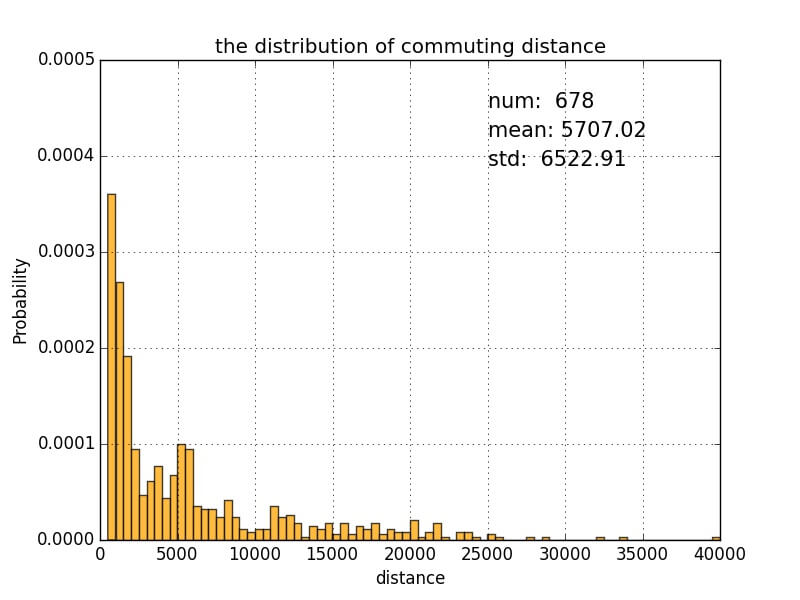 the distribution of commuting distance
0.0005
0.0004
0.0003
0.0002
0.0001
0.0000
Probability
num:  678
mean: 5707.02
std:  6522.91
0 5000 10000 15000 20000 25000 30000 35000 40000
distance